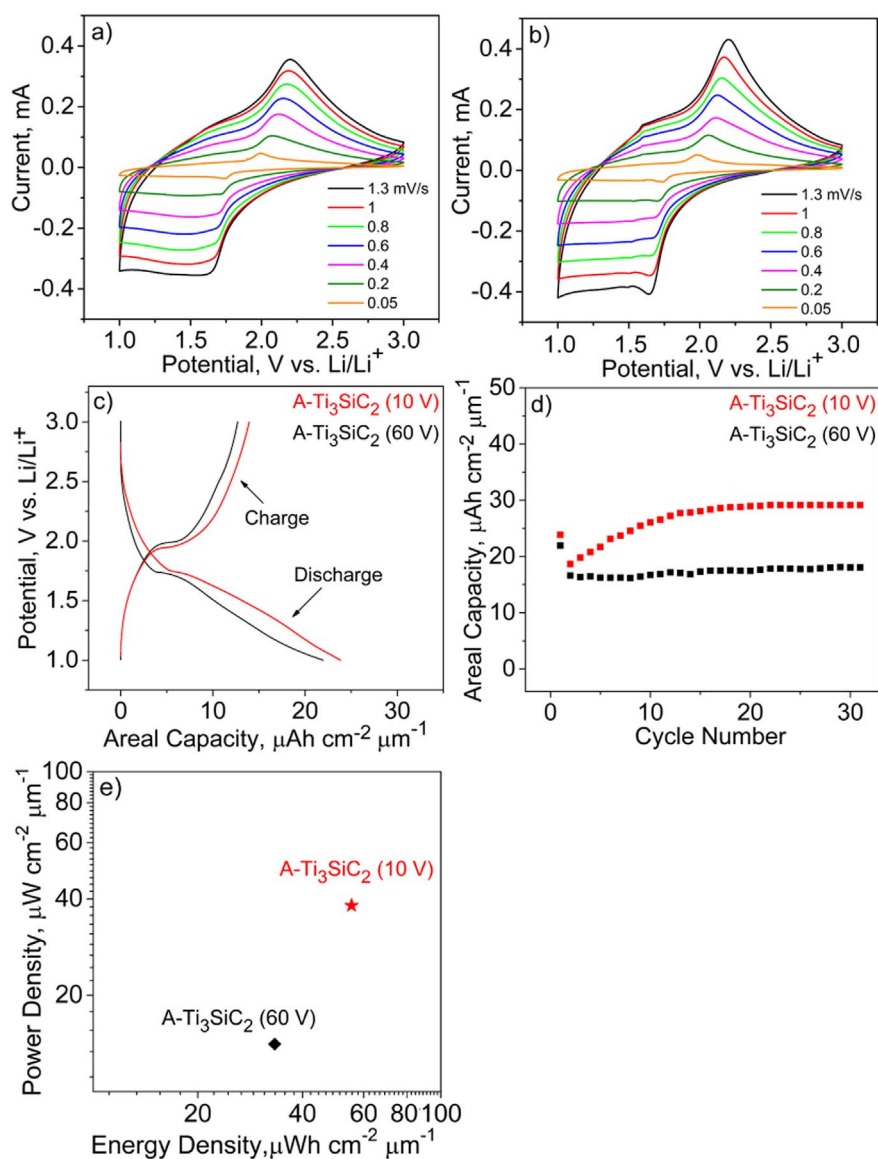 a)
0.4
0.2
0.0
-0.2
-0.4
Current, mA
1.3 mV/s
1
0.8
0.6
0.4
0.2
0.05
1.0 1.5 2.0 2.5 3.0
Potential, V vs. Li/Li⁺
b)
0.4
0.2
0.0
-0.2
-0.4
Current, mA
1.3 mV/s
1
0.8
0.6
0.4
0.2
0.05
1.0 1.5 2.0 2.5 3.0
Potential, V vs. Li/Li⁺
c)
A-Ti₃SiC₂ (10 V)
A-Ti₃SiC₂ (60 V)
3.0
2.5
2.0
1.5
1.0
Potential, V vs. Li/Li⁺
Charge
Discharge
0 10 20 30
Areal Capacity, μAh cm⁻² μm⁻¹
d)
A-Ti₃SiC₂ (10 V)
A-Ti₃SiC₂ (60 V)
50
40
30
20
10
0
Areal Capacity, μAh cm⁻² μm⁻¹
0 10 20 30
Cycle Number
e)
100
80
60
40
20
Power Density, μW cm⁻² μm⁻¹
A-Ti₃SiC₂ (10 V)
A-Ti₃SiC₂ (60 V)
20 40 60 80 100
Energy Density,μWh cm⁻² μm⁻¹